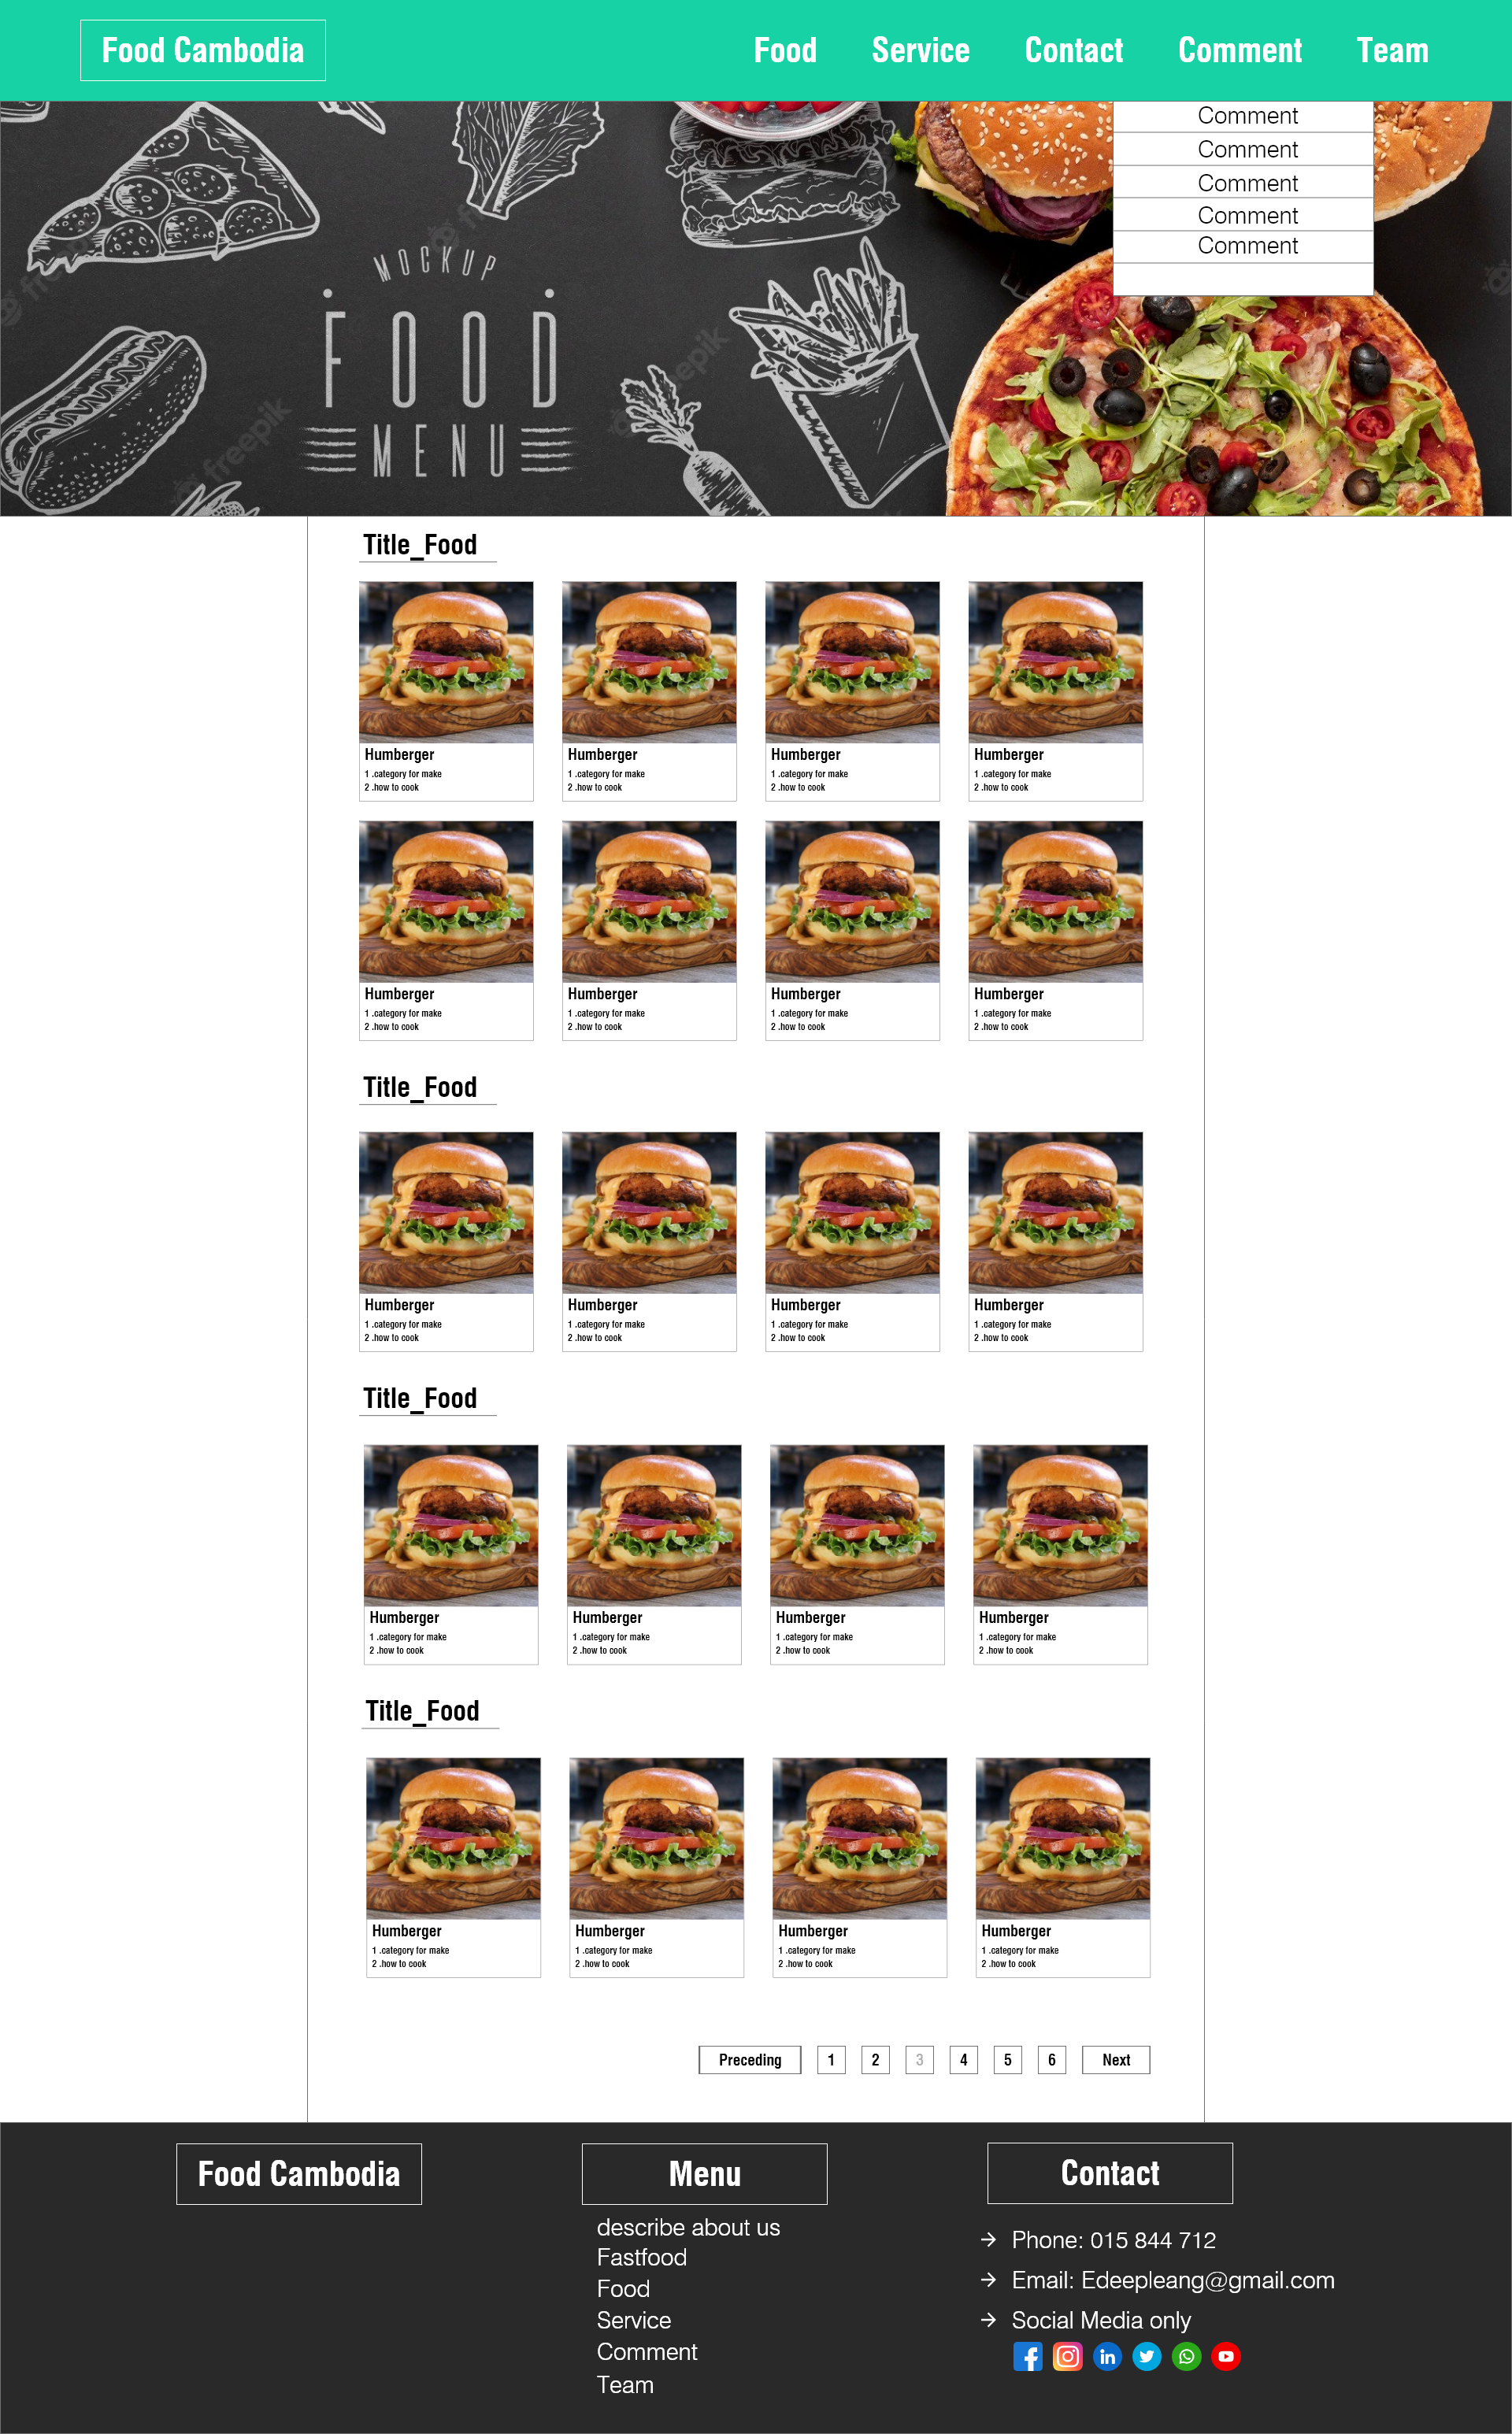 Food Cambodia
Food Service Contact Comment Team
Comment
Comment
Comment
Comment
Comment
MOCKUP
FOOD
MENU
freepik
freepik
Title_Food
Humberger Humberger Humberger Humberger
1 .category for make 1 .category for make 1 .category for make 1 .category for make
2 .how to cook 2 .how to cook 2 .how to cook 2 .how to cook
Humberger Humberger Humberger Humberger
1 .category for make 1 .category for make 1 .category for make 1 .category for make
2 .how to cook 2 .how to cook 2 .how to cook 2 .how to cook
Title_Food
Humberger Humberger Humberger Humberger
1 .category for make 1 .category for make 1 .category for make 1 .category for make
2 .how to cook 2 .how to cook 2 .how to cook 2 .how to cook
Title_Food
Humberger Humberger Humberger Humberger
1 .category for make 1 .category for make 1 .category for make 1 .category for make
2 .how to cook 2 .how to cook 2 .how to cook 2 .how to cook
Title_Food
Humberger Humberger Humberger Humberger
1 .category for make 1 .category for make 1 .category for make 1 .category for make
2 .how to cook 2 .how to cook 2 .how to cook 2 .how to cook
Preceding 1 2 3 4 5 6 Next
Food Cambodia
Menu
describe about us
Fastfood
Food
Service
Comment
Team
Contact
Phone: 015 844 712
Email: Edeepleang@gmail.com
Social Media only